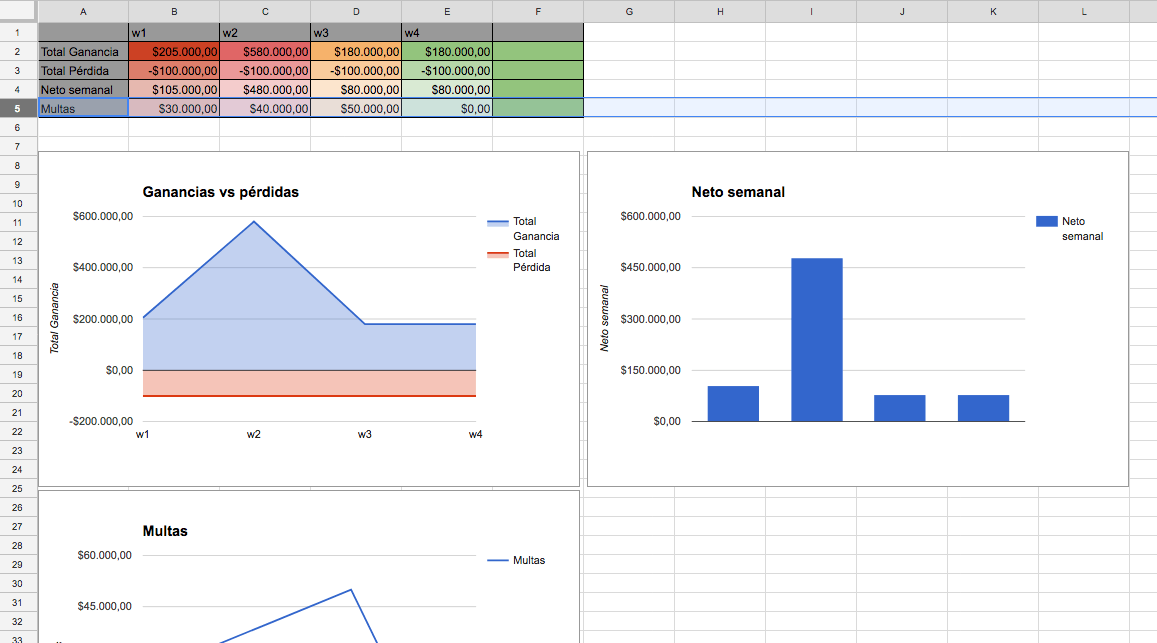 A B C D E F G H I J K L
1 w1 w2 w3 w4
2 Total Ganancia $205.000,00 $580.000,00 $180.000,00 $180.000,00
3 Total Pérdida -$100.000,00 -$100.000,00 -$100.000,00 -$100.000,00
4 Neto semanal $105.000,00 $480.000,00 $80.000,00 $80.000,00
5 Multas $30.000,00 $40.000,00 $50.000,00 $0,00
6
7
8
9
10
11
12
13
14
15
16
17
18
19
20
21
22
23
24
25
26
27
28
29
30
31
32
33
Ganancias vs pérdidas
$600.000,00
$400.000,00
$200.000,00
$0,00
-$200.000,00
Total Ganancia
w1 w2 w3 w4
Total
Ganancia
Total
Pérdida
Neto semanal
$600.000,00
$450.000,00
$300.000,00
$150.000,00
$0,00
Neto semanal
Neto
semanal
Multas
$60.000,00
$45.000,00
Multas